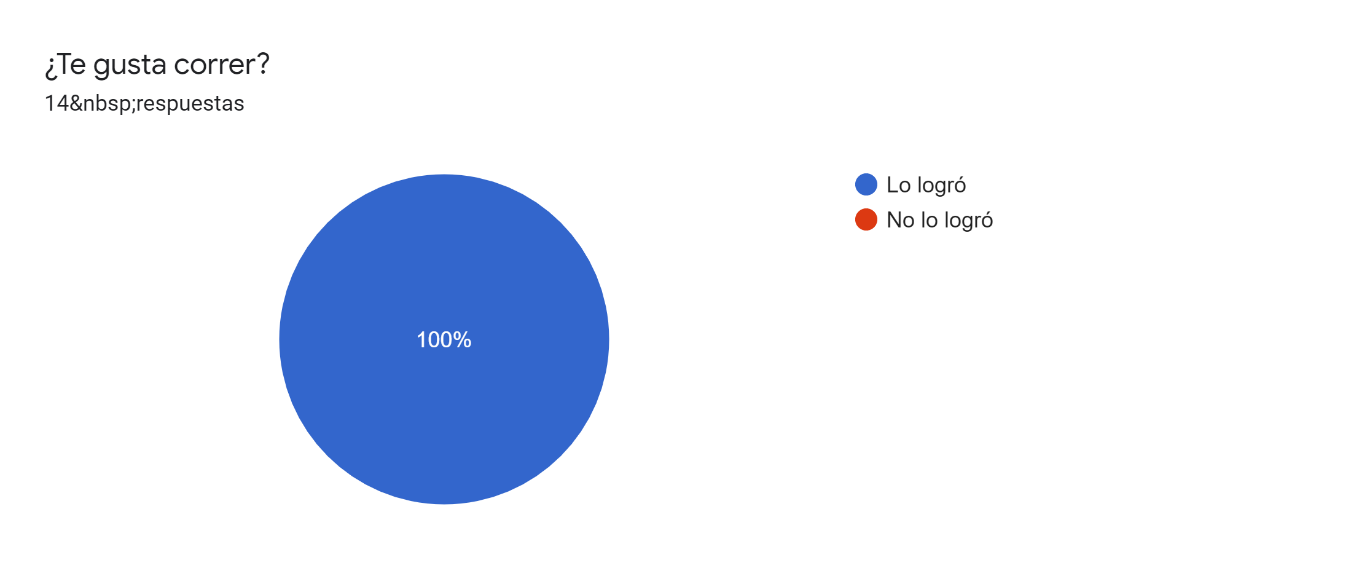 ¿Te gusta correr?
14&nbsp;respuestas
100%
Lo logró
No lo logró